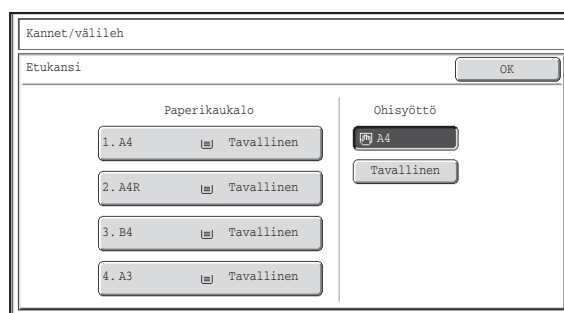 Kannet/välileh
Etukansi
OK
Paperikaukalo
1. A4 Tavallinen
2. A4R Tavallinen
3. B4 Tavallinen
4. A3 Tavallinen
Ohisyöttö
A4
Tavallinen